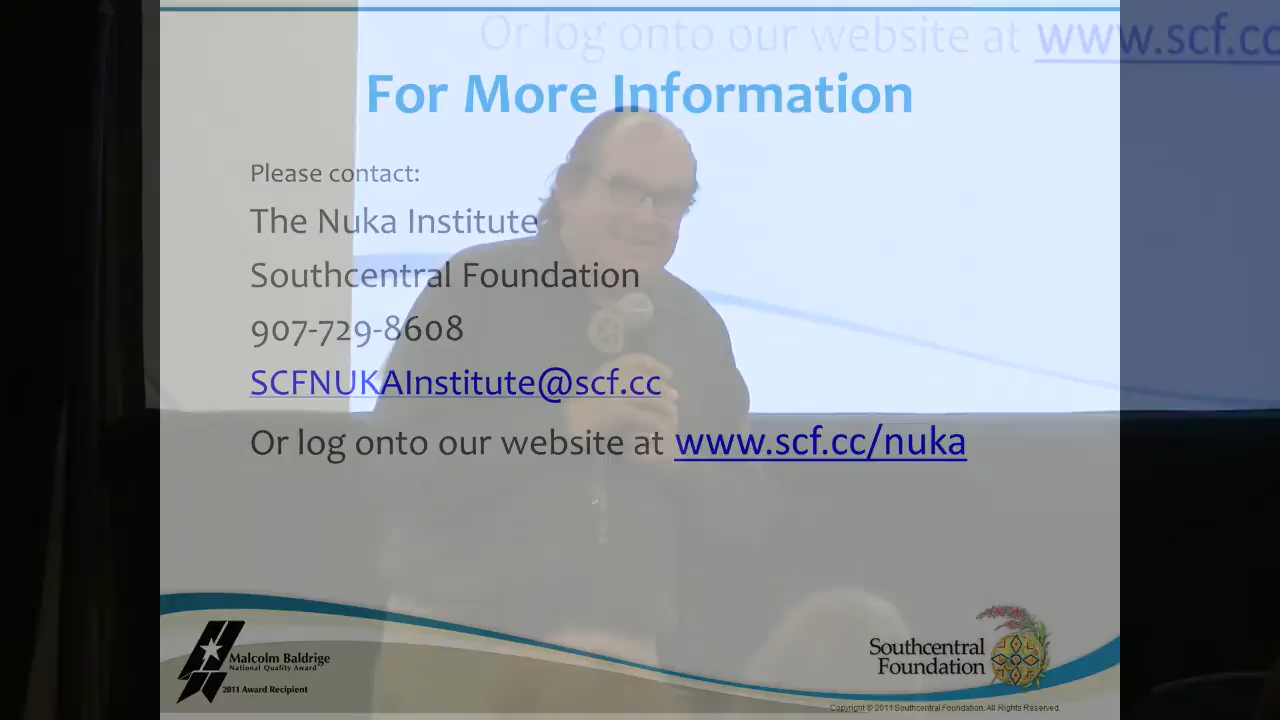 Or log onto our website at www.scf.cc
For More Information
Please contact:
The Nuka Institute
Southcentral Foundation
907-729-8608
SCFNUKAInstitute@scf.cc
Or log onto our website at www.scf.cc/nuka
Malcolm Baldrige
National Quality Award
2011 Award Recipient
Southcentral
Foundation
Copyright © 2011 Southcentral Foundation. All Rights Reserved.